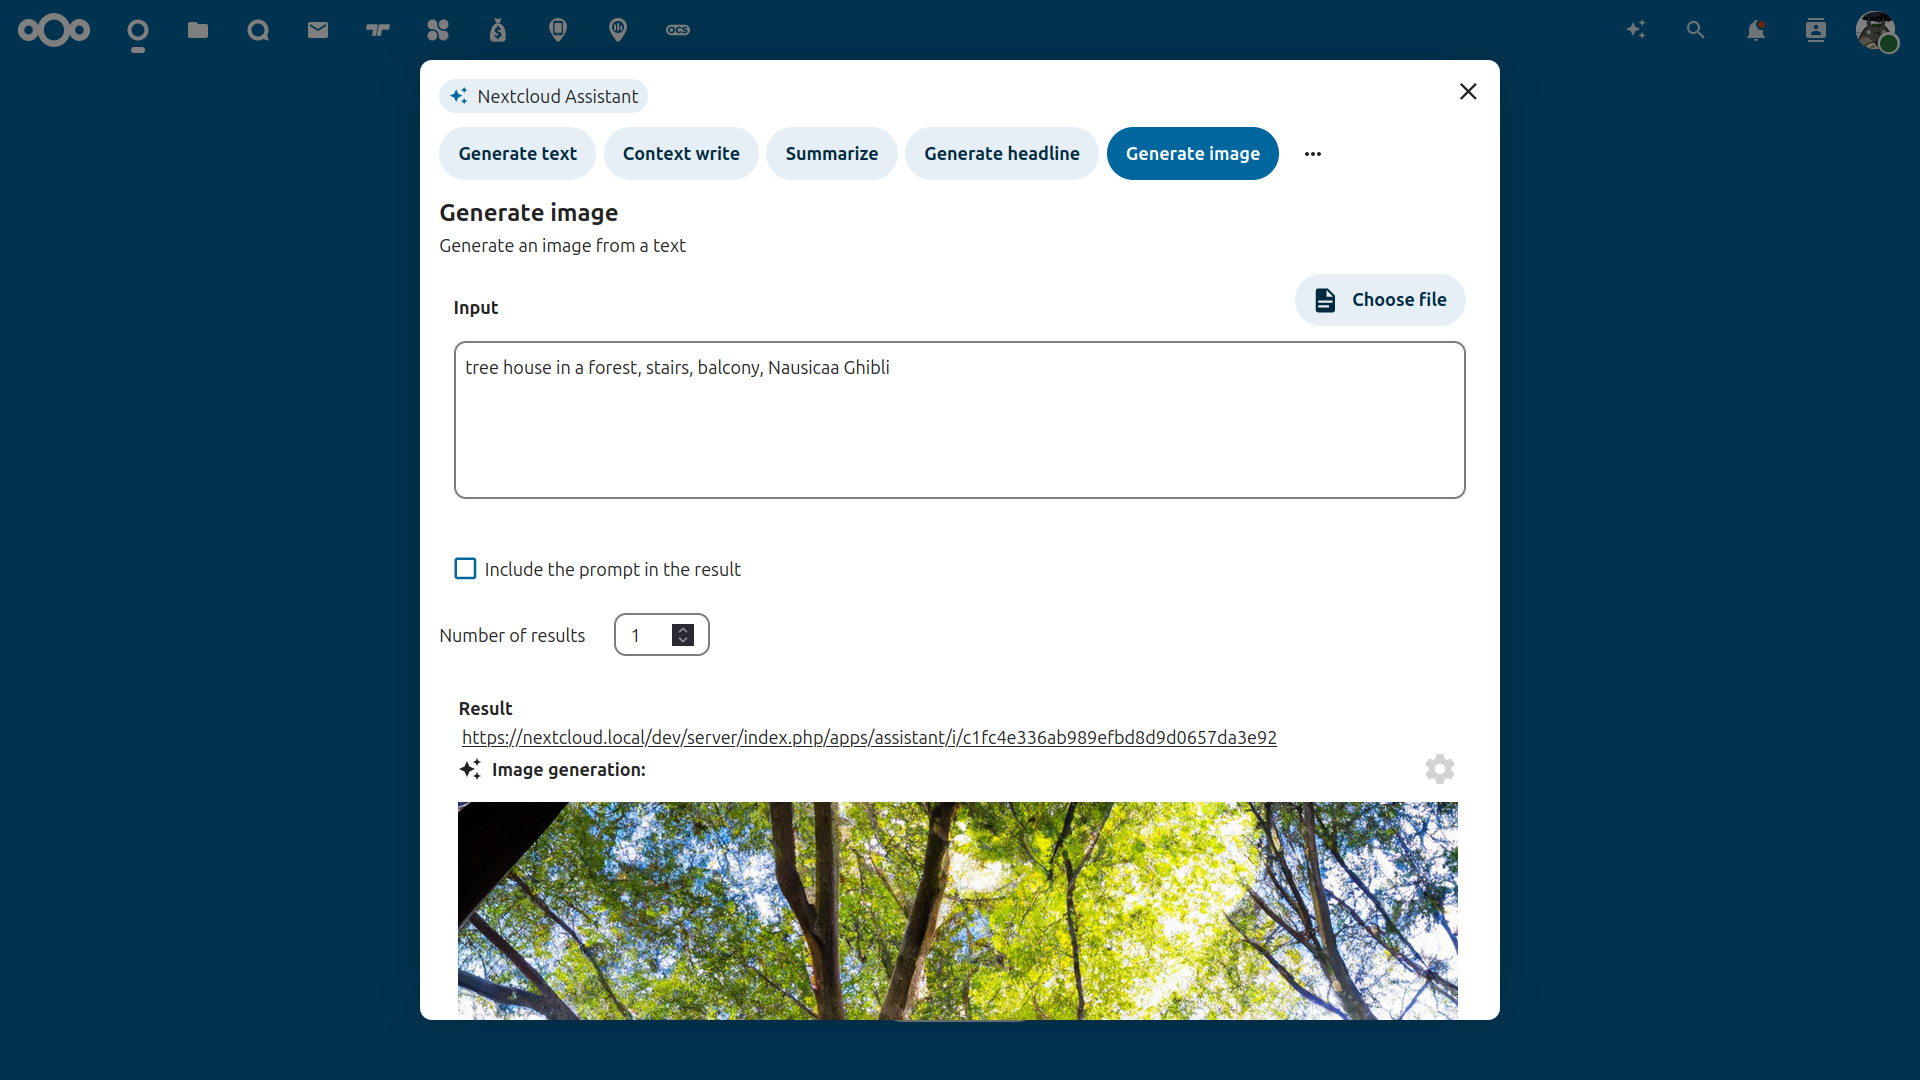 ocs
Nextcloud Assistant
Generate text
Context write
Summarize
Generate headline
Generate image
Generate image
Generate an image from a text
Input
Choose file
tree house in a forest, stairs, balcony, Nausicaa Ghibli
Include the prompt in the result
Number of results
1
Result
https://nextcloud.local/dev/server/index.php/apps/assistant/i/c1fc4e336ab989efbd8d9d0657da3e92
Image generation: